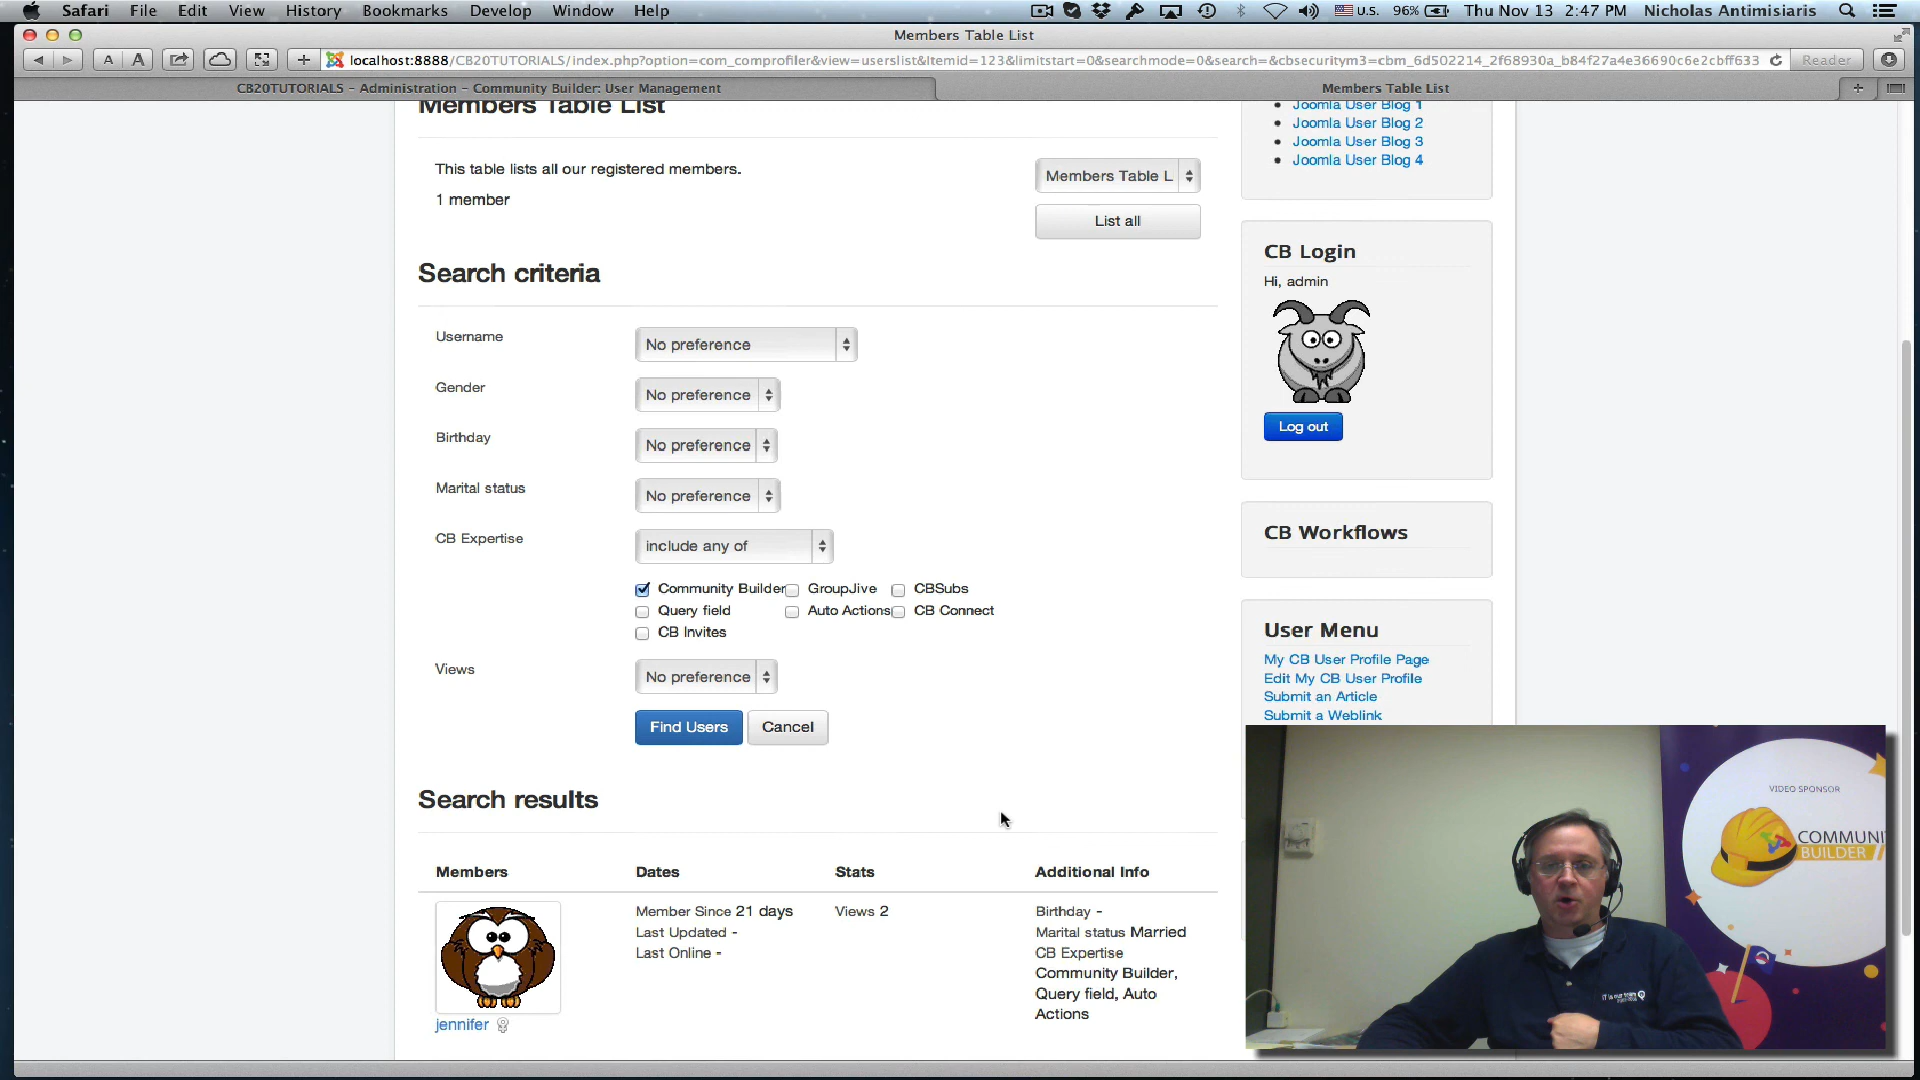 Safari File Edit View History Bookmarks Develop Window Help U.S. 96% Thu Nov 13 2:47 PM Nicholas Antimisiaris
Members Table List
A A + localhost:8888/CB20TUTORIALS/index.php?option=com_comprofiler&view=userslist&Itemid=123&limitstart=0&searchmode=0&search=&cbsecuritym3=cbm_6d502214_2f68930a_b84f27a4e36690c6e2cbff633 Reader
CB20TUTORIALS - Administration - Community Builder: User Management Members Table List +
Members Table List
This table lists all our registered members.
1 member
Members Table L
List all
Search criteria
Username No preference
Gender No preference
Birthday No preference
Marital status No preference
CB Expertise include any of
Community Builder GroupJive CBSubs
Query field Auto Actions CB Connect
CB Invites
Views No preference
Find Users Cancel
Search results
Members Dates Stats Additional Info
Member Since 21 days Views 2 Birthday -
Last Updated - Marital status Married
Last Online - CB Expertise
Community Builder,
Query field, Auto
Actions
jennifer
Joomla User Blog 1
Joomla User Blog 2
Joomla User Blog 3
Joomla User Blog 4
CB Login
Hi, admin
Log out
CB Workflows
User Menu
My CB User Profile Page
Edit My CB User Profile
Submit an Article
Submit a Weblink
VIDEO SPONSOR
COMMUNI
BUILDER